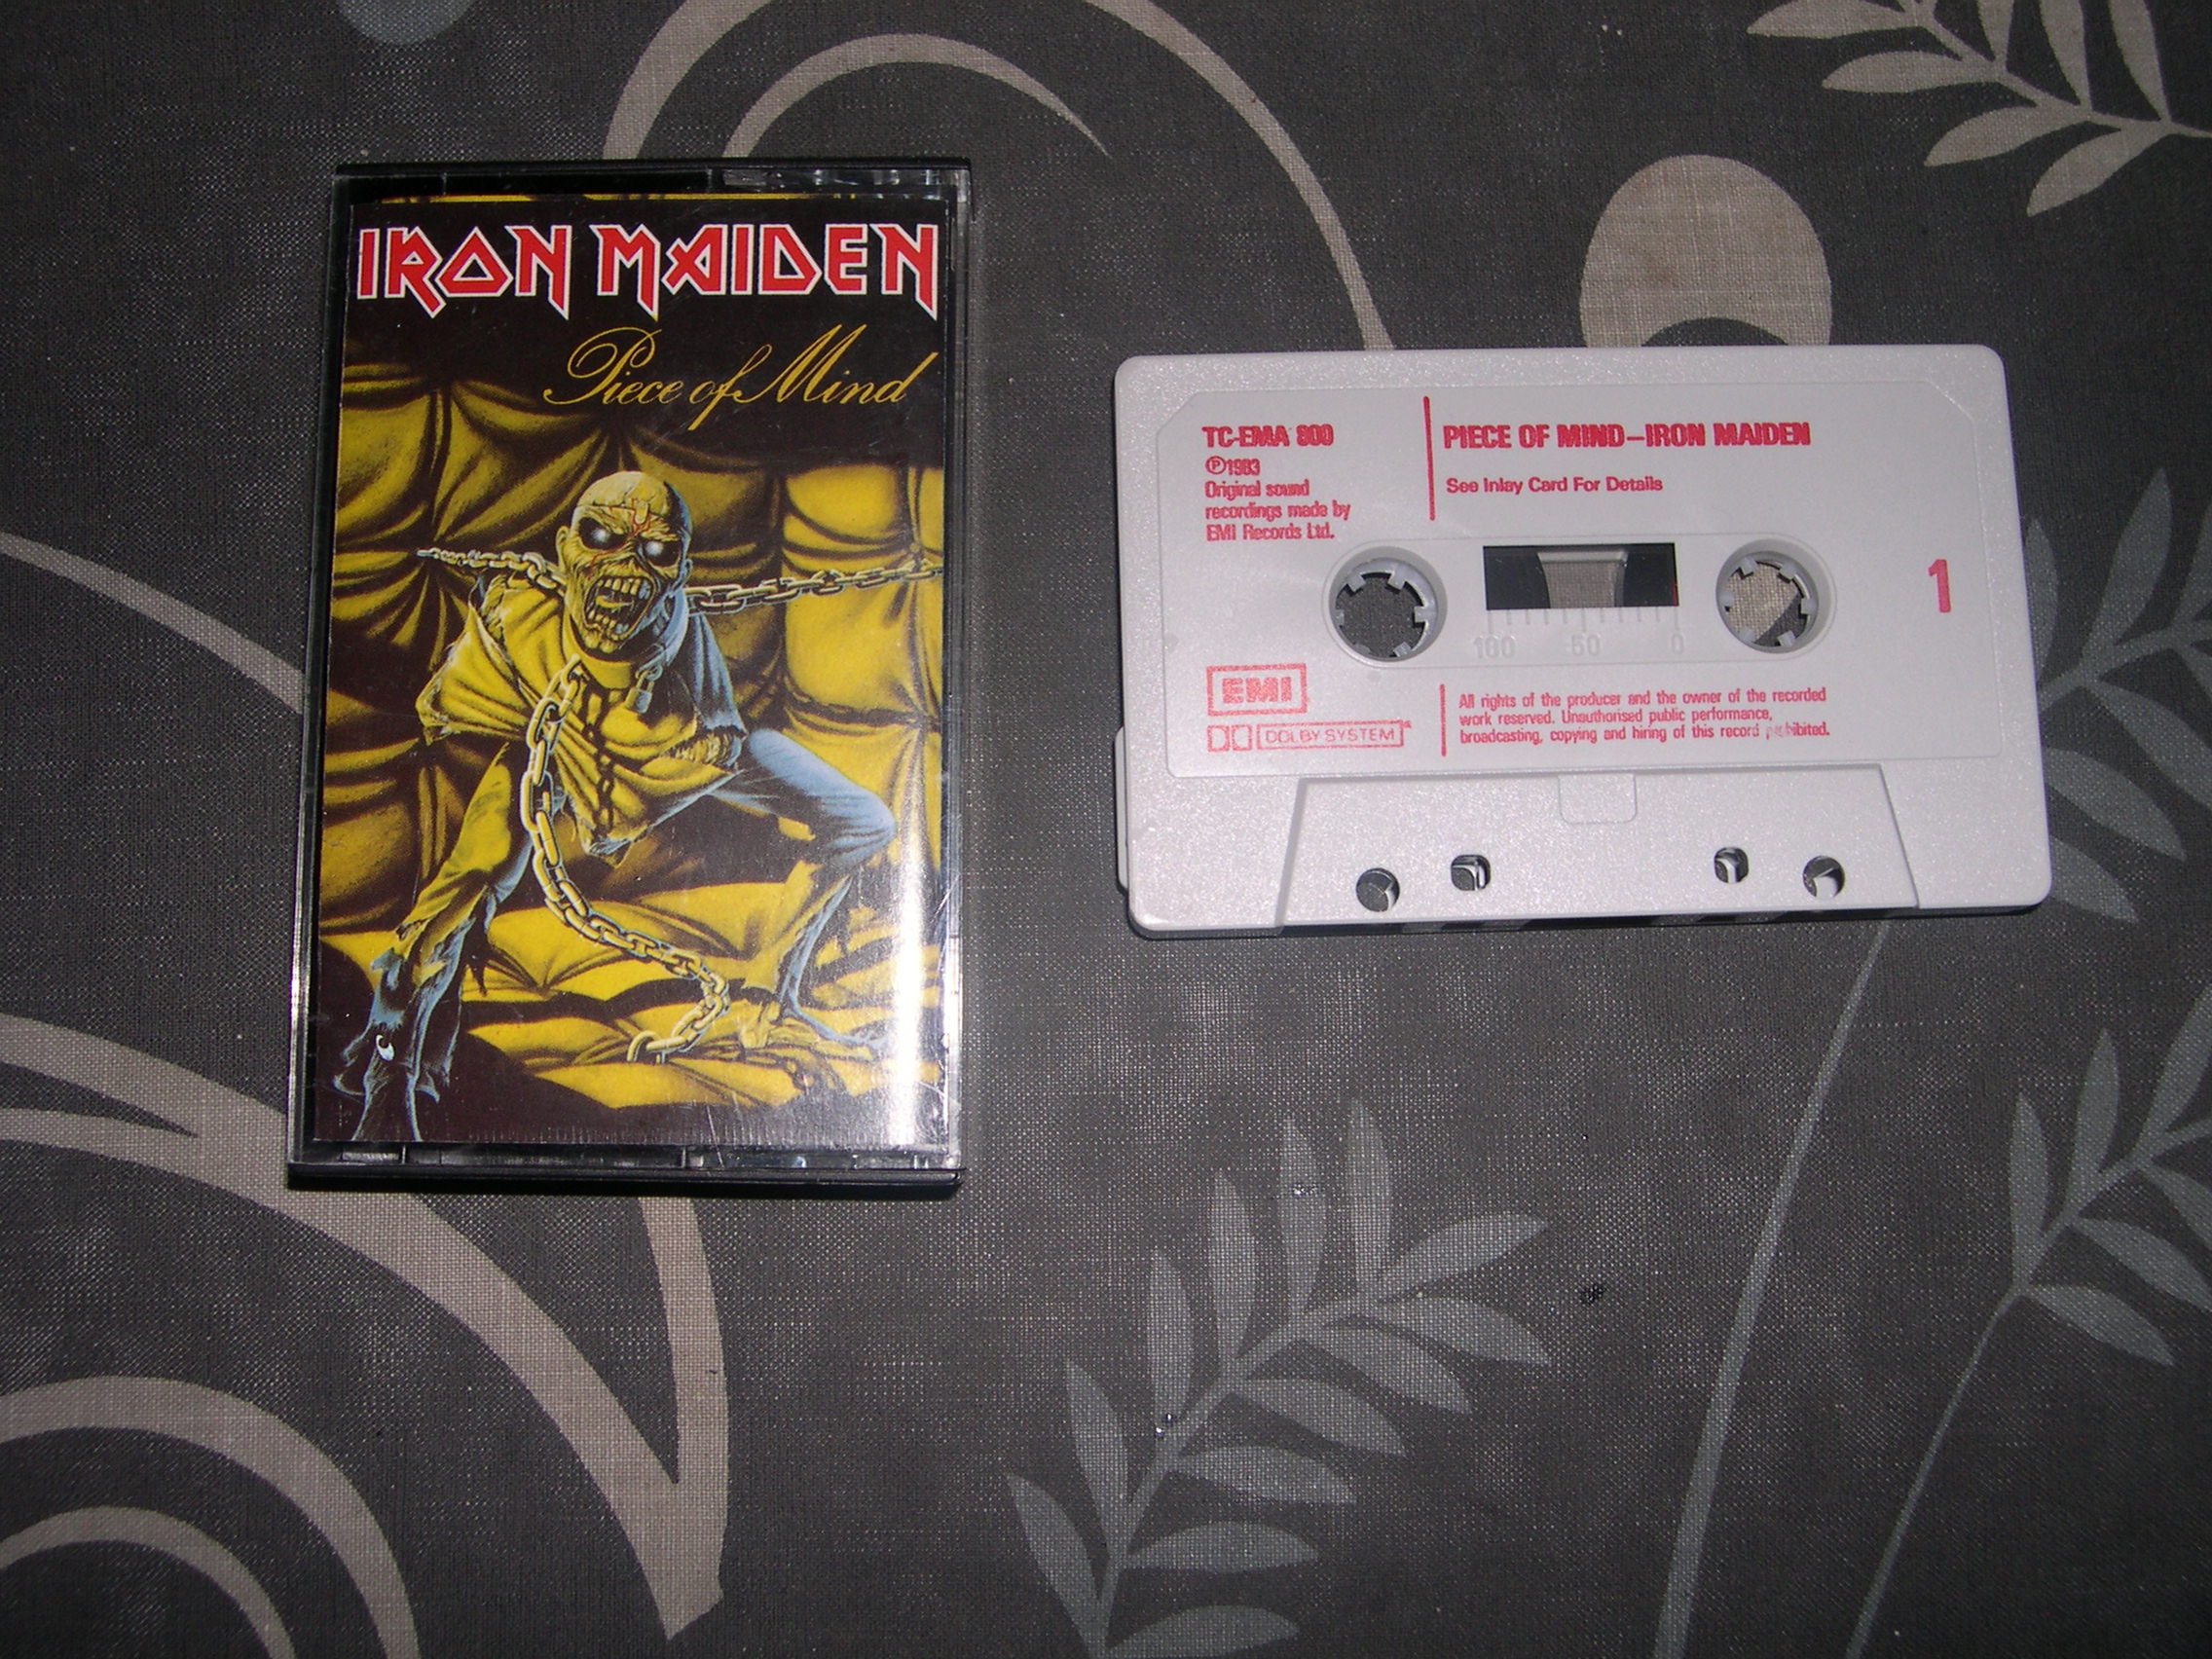 IRON MAIDEN
Piece of Mind
TC-EMA 800
℗1983
Original sound
recordings made by
EMI Records Ltd.
PIECE OF MIND–IRON MAIDEN
See Inlay Card For Details
100 50 0
1
EMI
DOLBY SYSTEM
All rights of the producer and the owner of the recorded
work reserved. Unauthorised public performance,
broadcasting, copying and hiring of this record prohibited.